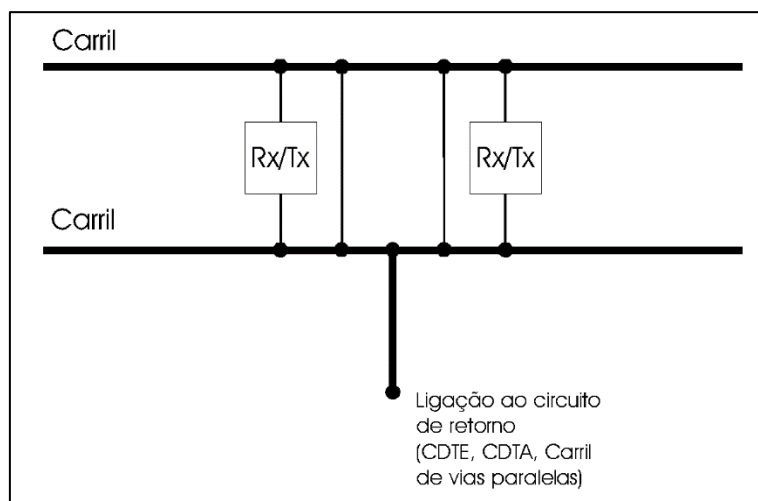 Carril
Rx/Tx
Rx/Tx
Carril
Ligação ao circuito
de retorno
(CDTE, CDTA, Carril
de vias paralelas)